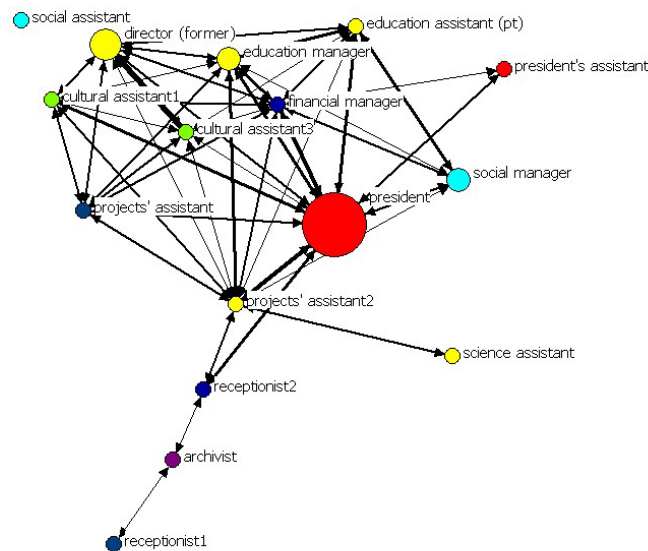 social assistant
director (former)
education assistant (pt)
education manager
president's assistant
cultural assistant1
financial manager
cultural assistant3
social manager
president
projects' assistant
projects' assistant2
science assistant
receptionist2
archivist
receptionist1